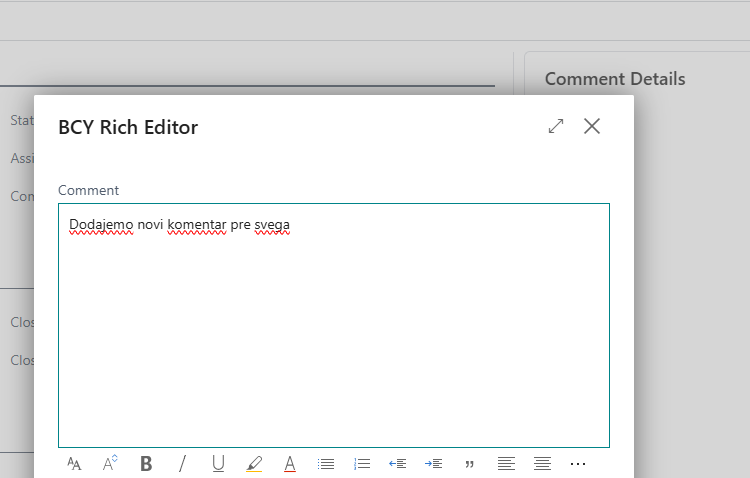 Comment Details
Stat
Assi
Com
Clos
Clos
BCY Rich Editor
Comment
Dodajemo novi komentar pre svega